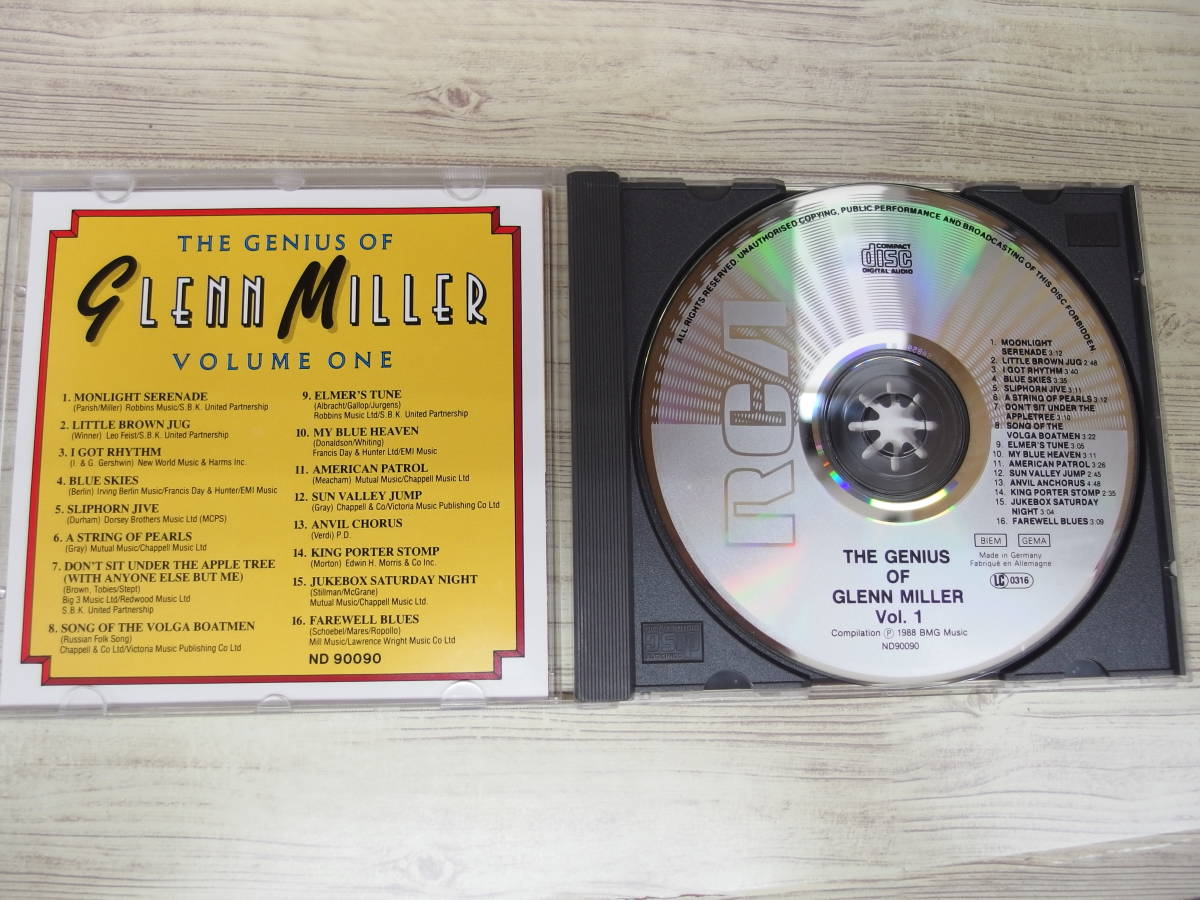 THE GENIUS OF
GLENN MILLER
VOLUME ONE
1. MONLIGHT SERENADE
(Parish/Miller) Robbins Music/S.B.K. United Partnership
2. LITTLE BROWN JUG
(Winner) Leo Feist/S.B.K. United Partnership
3. I GOT RHYTHM
(I. & G. Gershwin) New World Music & Harms Inc.
4. BLUE SKIES
(Berlin) Irving Berlin Music/Francis Day & Hunter/EMI Music
5. SLIPHORN JIVE
(Durham) Dorsey Brothers Music Ltd (MCPS)
6. A STRING OF PEARLS
(Gray) Mutual Music/Chappell Music Ltd
7. DON'T SIT UNDER THE APPLE TREE
(WITH ANYONE ELSE BUT ME)
(Brown, Tobies/Stept)
Big 3 Music Ltd/Redwood Music Ltd
S.B.K. United Partnership
8. SONG OF THE VOLGA BOATMEN
(Russian Folk Song)
Chappell & Co Ltd/Victoria Music Publishing Co Ltd
9. ELMER'S TUNE
(Albracht/Gallop/Jurgens)
Robbins Music Ltd/S.B.K. United Partnership
10. MY BLUE HEAVEN
(Donaldson/Whiting)
Francis Day & Hunter Ltd/EMI Music
11. AMERICAN PATROL
(Meacham) Mutual Music/Chappell Music Ltd
12. SUN VALLEY JUMP
(Gray) Chappell & Co/Victoria Music Publishing Co Ltd
13. ANVIL CHORUS
(Verdi) P.D.
14. KING PORTER STOMP
(Morton) Edwin H. Morris & Co Inc.
15. JUKEBOX SATURDAY NIGHT
(Stillman/McGrane)
Mutual Music/Chappell Music Ltd.
16. FAREWELL BLUES
(Schoebel/Mares/Ropollo)
Mill Music/Lawrence Wright Music Co Ltd
ND 90090
ALL RIGHTS RESERVED. UNAUTHORISED COPYING, PUBLIC PERFORMANCE AND BROADCASTING OF THIS DISC FORBIDDEN
COMPACT
disc
DIGITAL AUDIO
RCA
1. MOONLIGHT
SERENADE 3:12
2. LITTLE BROWN JUG 2:48
3. I GOT RHYTHM 3:40
4. BLUE SKIES 3:35
5. SLIPHORN JIVE 3:11
6. A STRING OF PEARLS 3:12
7. DON'T SIT UNDER THE
APPLETREE 3:10
8. SONG OF THE
VOLGA BOATMEN 3:22
9. ELMER'S TUNE 3:05
10. MY BLUE HEAVEN 3:11
11. AMERICAN PATROL 3:26
12. SUN VALLEY JUMP 2:45
13. ANVIL ANCHORUS 4:48
14. KING PORTER STOMP 2:35
15. JUKEBOX SATURDAY
NIGHT 3:04
16. FAREWELL BLUES 3:09
BIEM GEMA
Made in Germany
Fabriqué en Allemagne
LC 0316
THE GENIUS
OF
GLENN MILLER
Vol. 1
Compilation ℗ 1988 BMG Music
ND90090